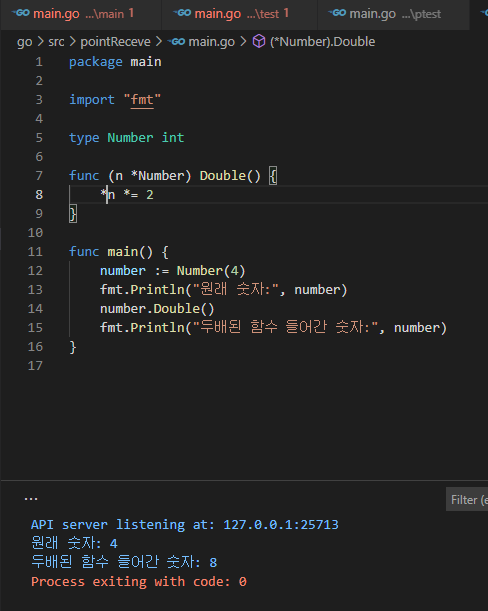 main.go ...\main 1 main.go ...\test 1 main.go ...\ptest
go > src > pointReceve > main.go > (*Number).Double
1 package main
2
3 import "fmt"
4
5 type Number int
6
7 func (n *Number) Double() {
8 *n *= 2
9 }
10
11 func main() {
12 number := Number(4)
13 fmt.Println("원래 숫자:", number)
14 number.Double()
15 fmt.Println("두배된 함수 들어간 숫자:", number)
16 }
17
...
Filter (e
API server listening at: 127.0.0.1:25713
원래 숫자: 4
두배된 함수 들어간 숫자: 8
Process exiting with code: 0